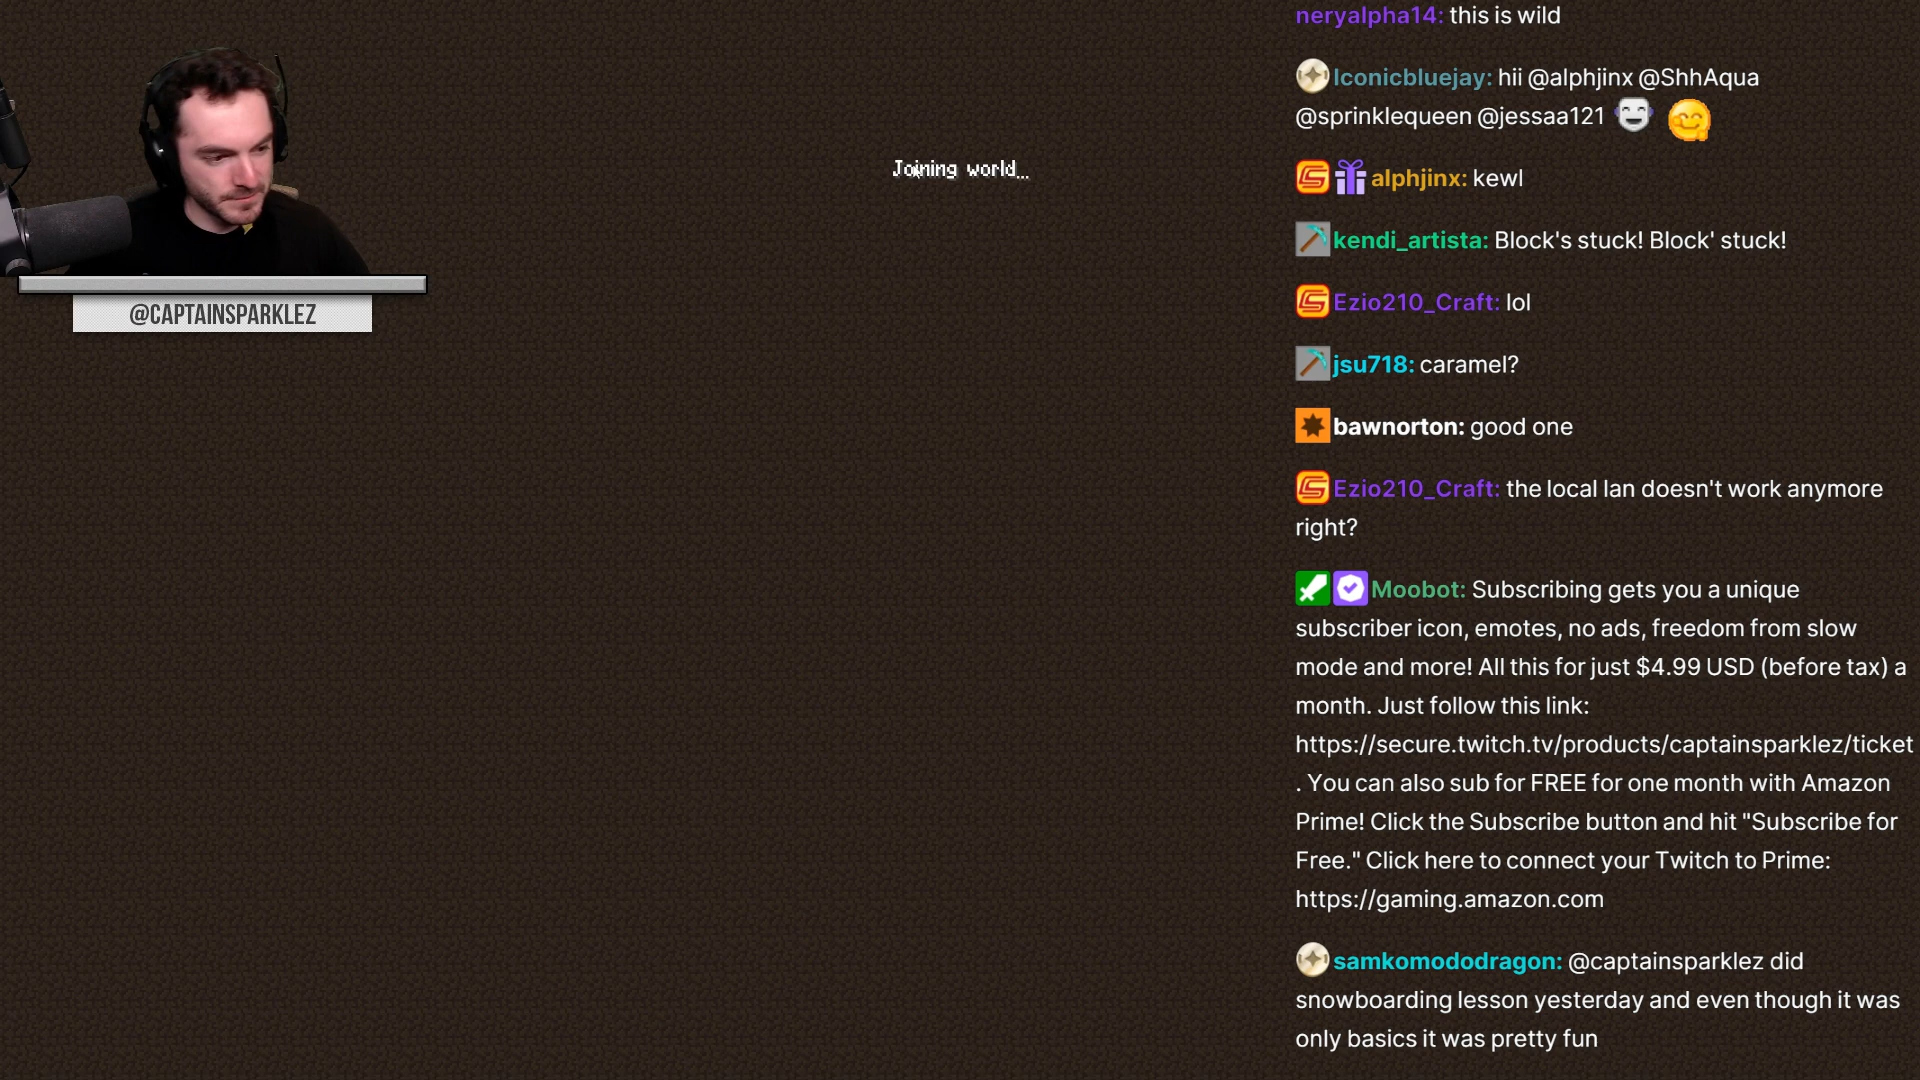 neryalpha14: this is wild
Iconicbluejay: hii @alphjinx @ShhAqua
@sprinklequeen @jessaa121
Joining world...
alphjinx: kewl
kendi_artista: Block's stuck! Block' stuck!
Ezio210_Craft: lol
@CAPTAINSPARKLEZ
jsu718: caramel?
bawnorton: good one
Ezio210_Craft: the local lan doesn't work anymore
right?
Moobot: Subscribing gets you a unique
subscriber icon, emotes, no ads, freedom from slow
mode and more! All this for just $4.99 USD (before tax) a
month. Just follow this link:
https://secure.twitch.tv/products/captainsparklez/ticket
. You can also sub for FREE for one month with Amazon
Prime! Click the Subscribe button and hit "Subscribe for
Free." Click here to connect your Twitch to Prime:
https://gaming.amazon.com
samkomododragon: @captainsparklez did
snowboarding lesson yesterday and even though it was
only basics it was pretty fun